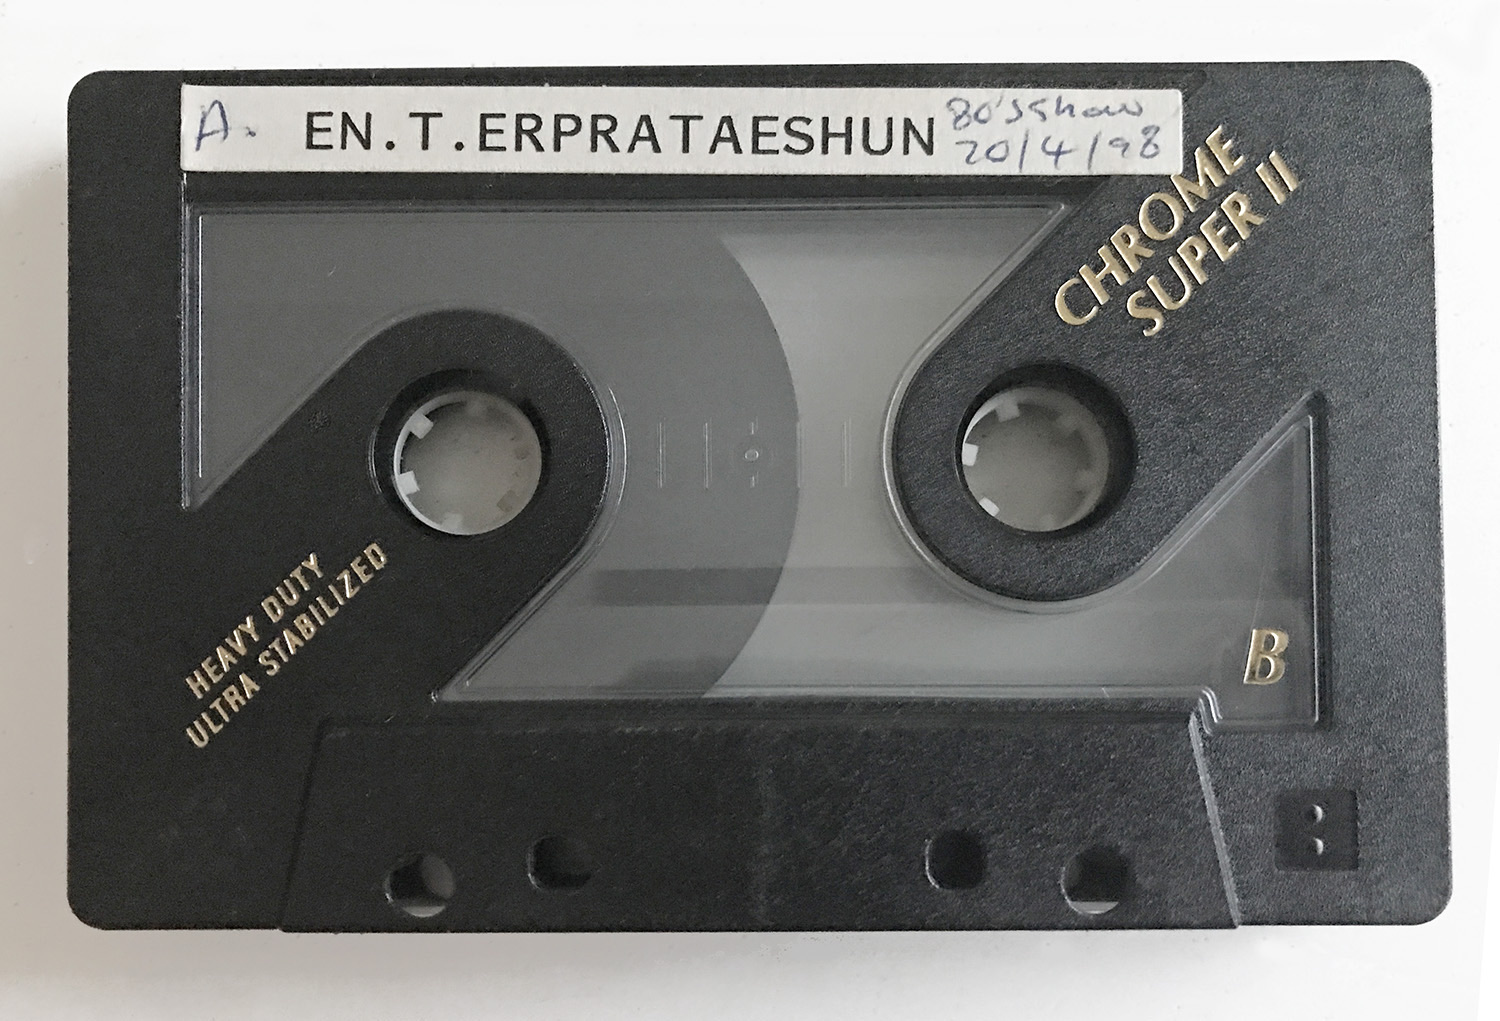 A. EN.T.ERPRATAESHUN 80's Show
20/4/98
CHROME
SUPER II
HEAVY DUTY
ULTRA STABILIZED
B